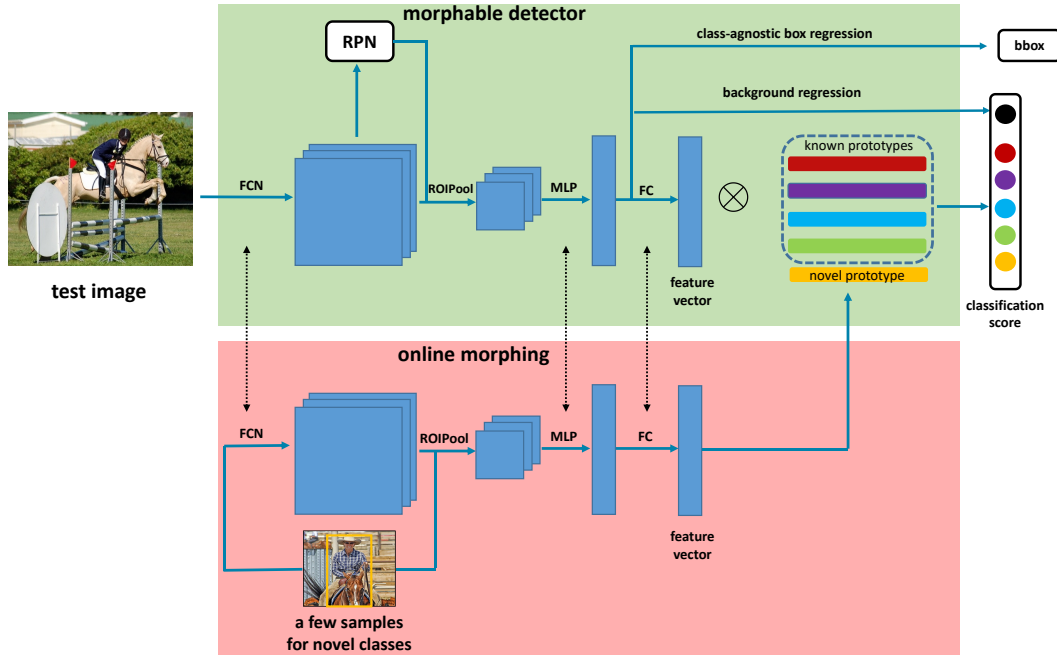 morphable detector
RPN
class-agnostic box regression
bbox
background regression
known prototypes
FCN
ROIPool
MLP
FC
novel prototype
test image
feature
vector
classification
score
online morphing
FCN
ROIPool
MLP
FC
feature
vector
a few samples
for novel classes